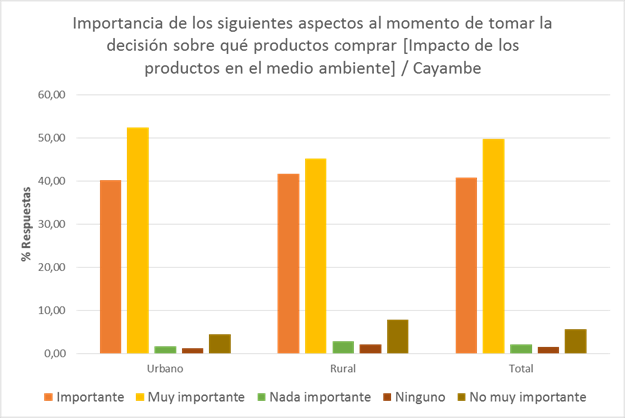 Importancia de los siguientes aspectos al momento de tomar la
decisión sobre qué productos comprar [Impacto de los
productos en el medio ambiente] / Cayambe
60,00
50,00
40,00
30,00
20,00
10,00
0,00
% Respuestas
Urbano Rural Total
Importante Muy importante Nada importante Ninguno No muy importante